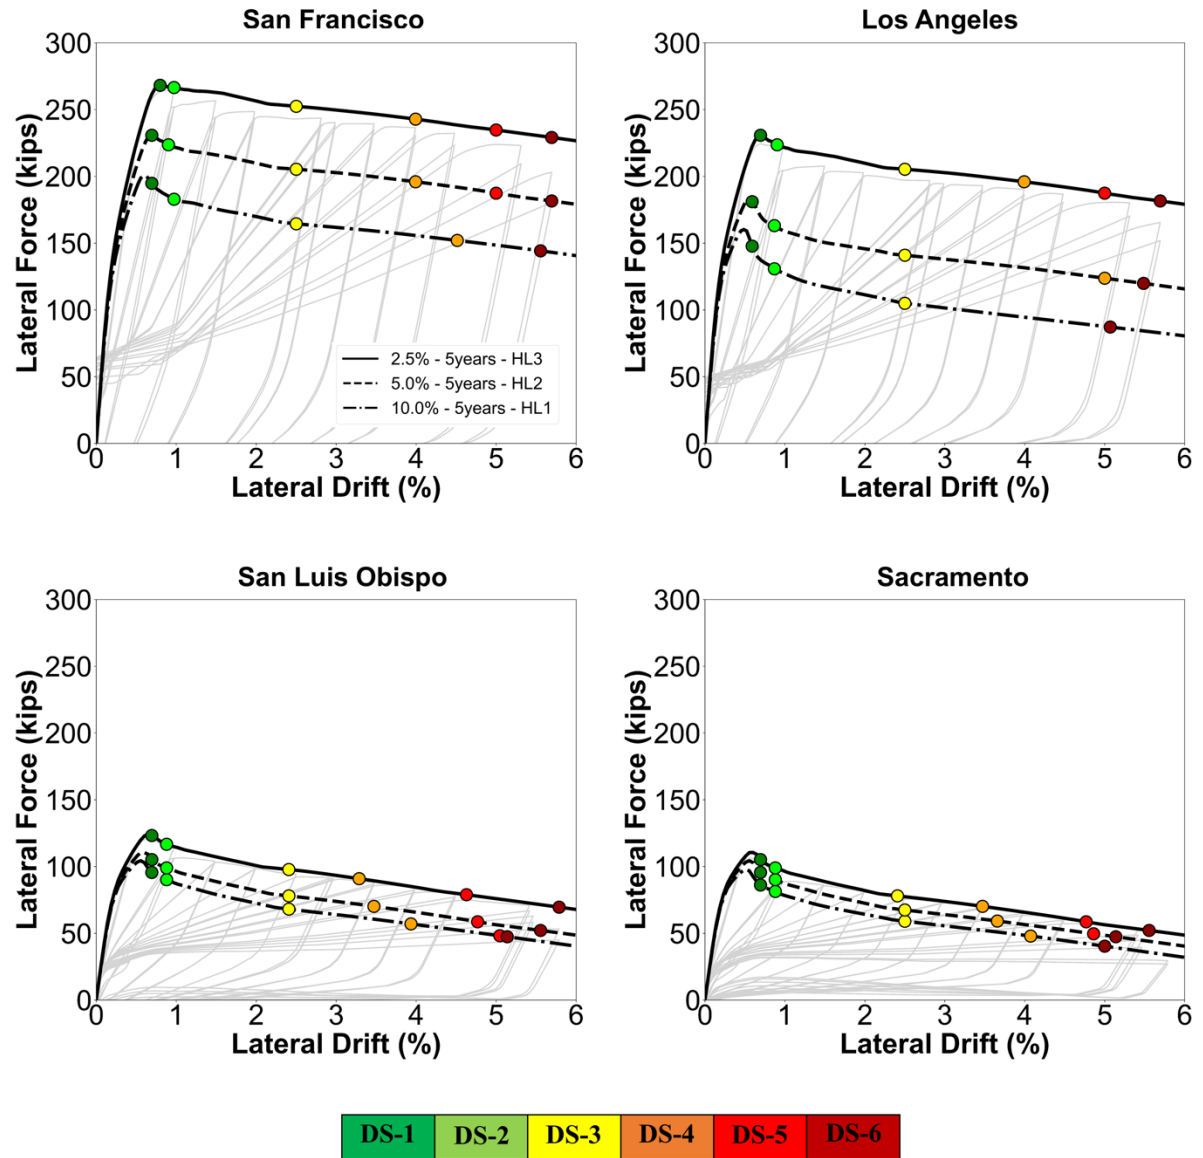 San Francisco
Los Angeles
300
250
200
150
100
50
0
Lateral Force (kips)
2.5% - 5years - HL3
5.0% - 5years - HL2
10.0% - 5years - HL1
0 1 2 3 4 5 6
Lateral Drift (%)
300
250
200
150
100
50
0
Lateral Force (kips)
0 1 2 3 4 5 6
Lateral Drift (%)
San Luis Obispo
Sacramento
300
250
200
150
100
50
0
Lateral Force (kips)
0 1 2 3 4 5 6
Lateral Drift (%)
300
250
200
150
100
50
0
Lateral Force (kips)
0 1 2 3 4 5 6
Lateral Drift (%)
DS-1 DS-2 DS-3 DS-4 DS-5 DS-6